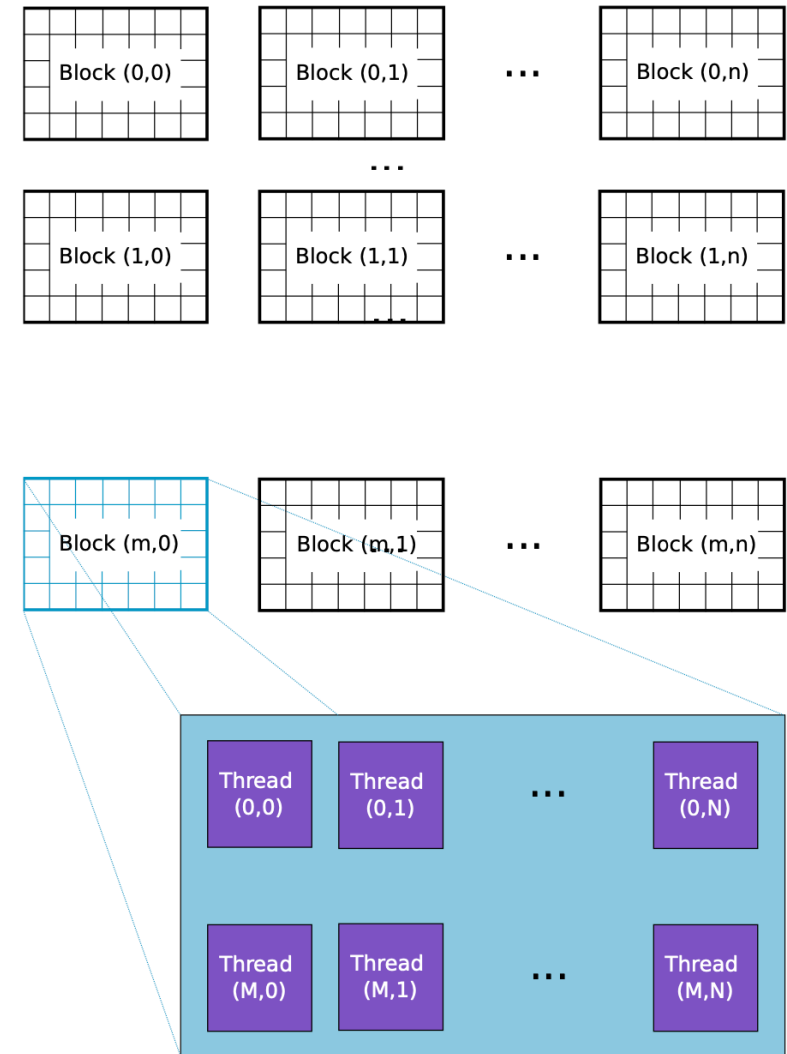 Block (0,0) Block (0,1) ... Block (0,n)
...
Block (1,0) Block (1,1) ... Block (1,n)
...
Block (m,0) Block (m,1) ... Block (m,n)
...
Thread Thread ... Thread
(0,0) (0,1) (0,N)
Thread Thread ... Thread
(M,0) (M,1) (M,N)